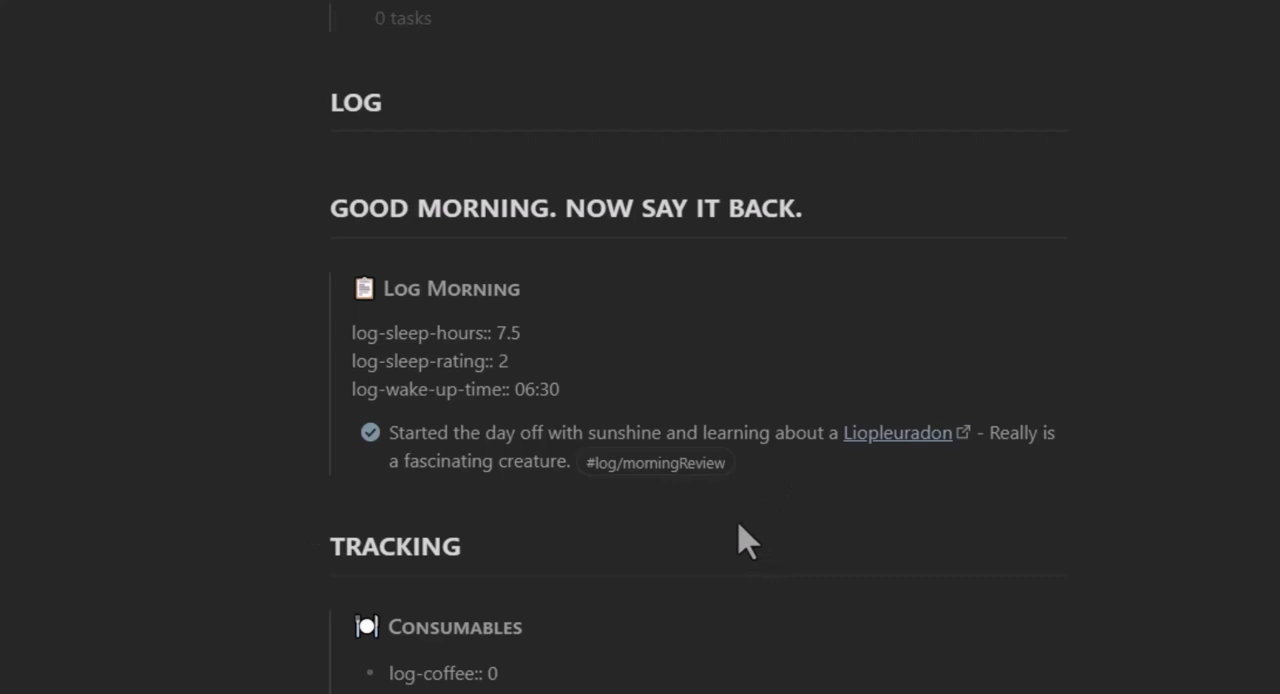 0 tasks
LOG
GOOD MORNING. NOW SAY IT BACK.
LOG MORNING
log-sleep-hours:: 7.5
log-sleep-rating:: 2
log-wake-up-time:: 06:30
Started the day off with sunshine and learning about a Liopleuradon - Really is
a fascinating creature. #log/morningReview
TRACKING
CONSUMABLES
log-coffee:: 0